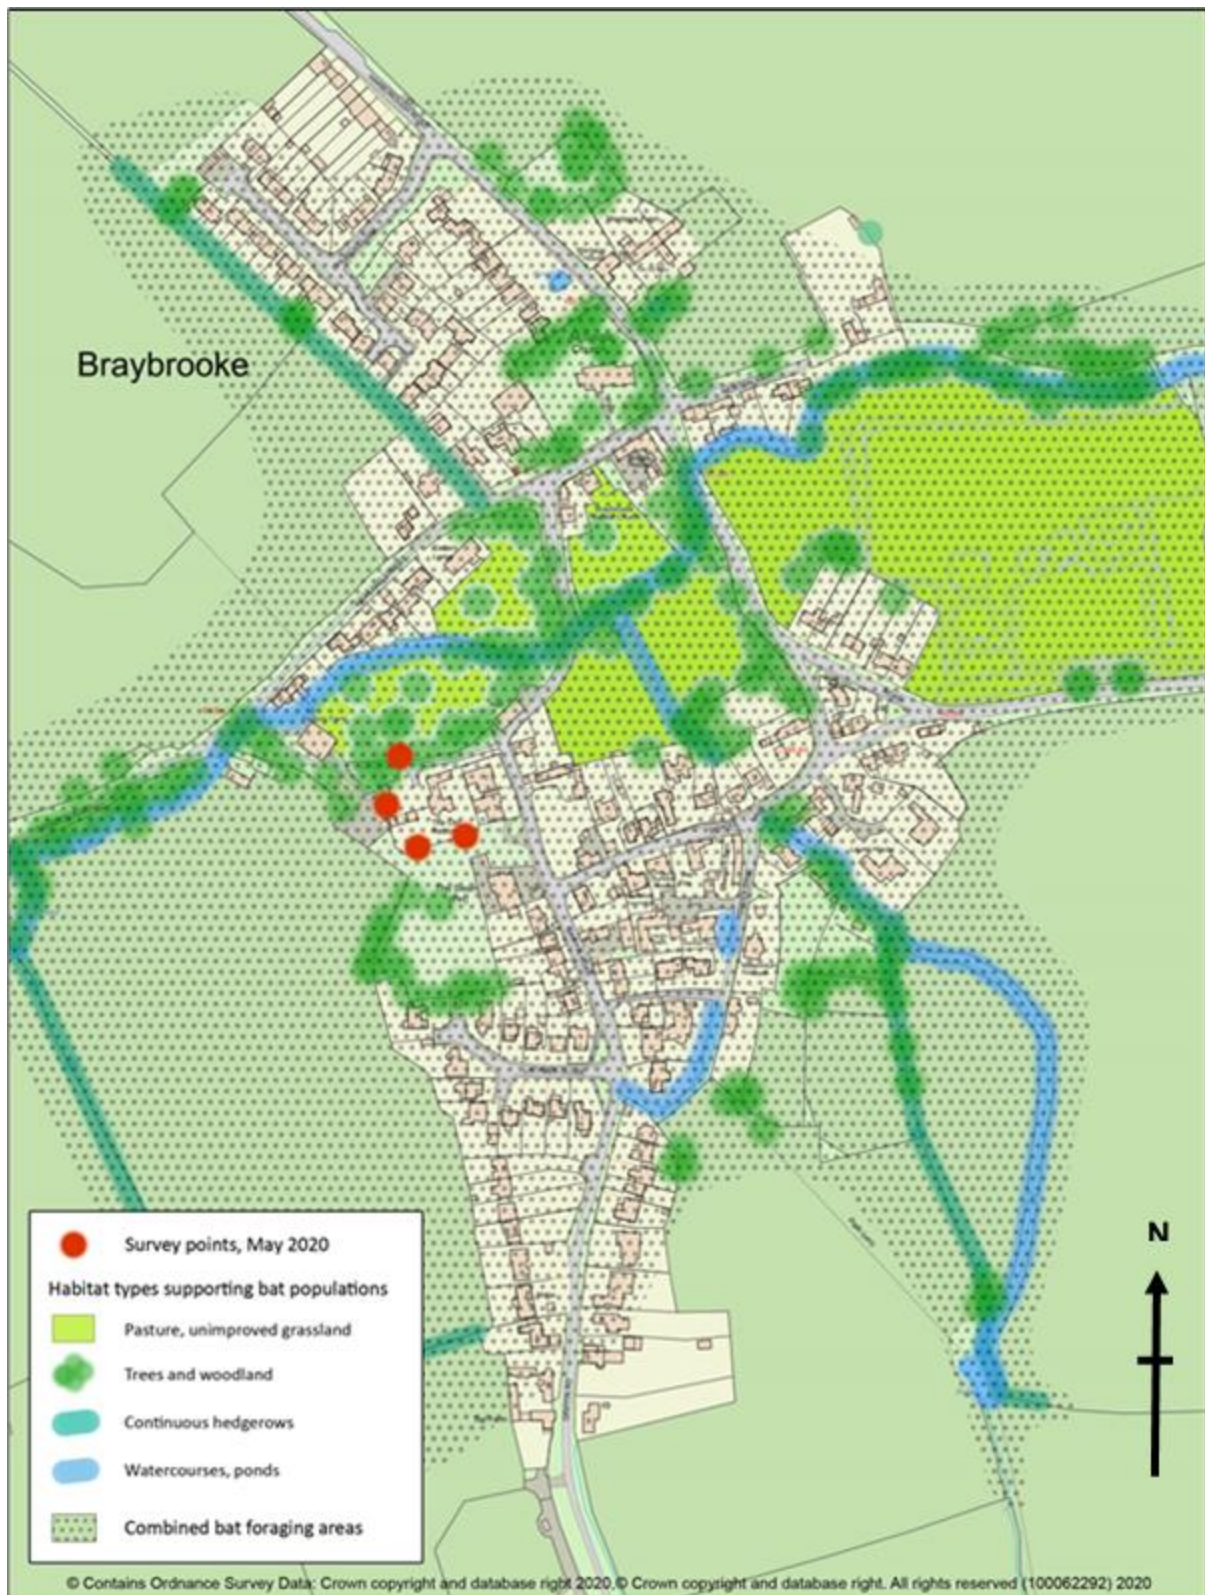 Braybrooke
N
Survey points, May 2020
Habitat types supporting bat populations
Pasture, unimproved grassland
Trees and woodland
Continuous hedgerows
Watercourses, ponds
Combined bat foraging areas
© Contains Ordnance Survey Data: Crown copyright and database right 2020,© Crown copyright and database right. All rights reserved (100062292) 2020